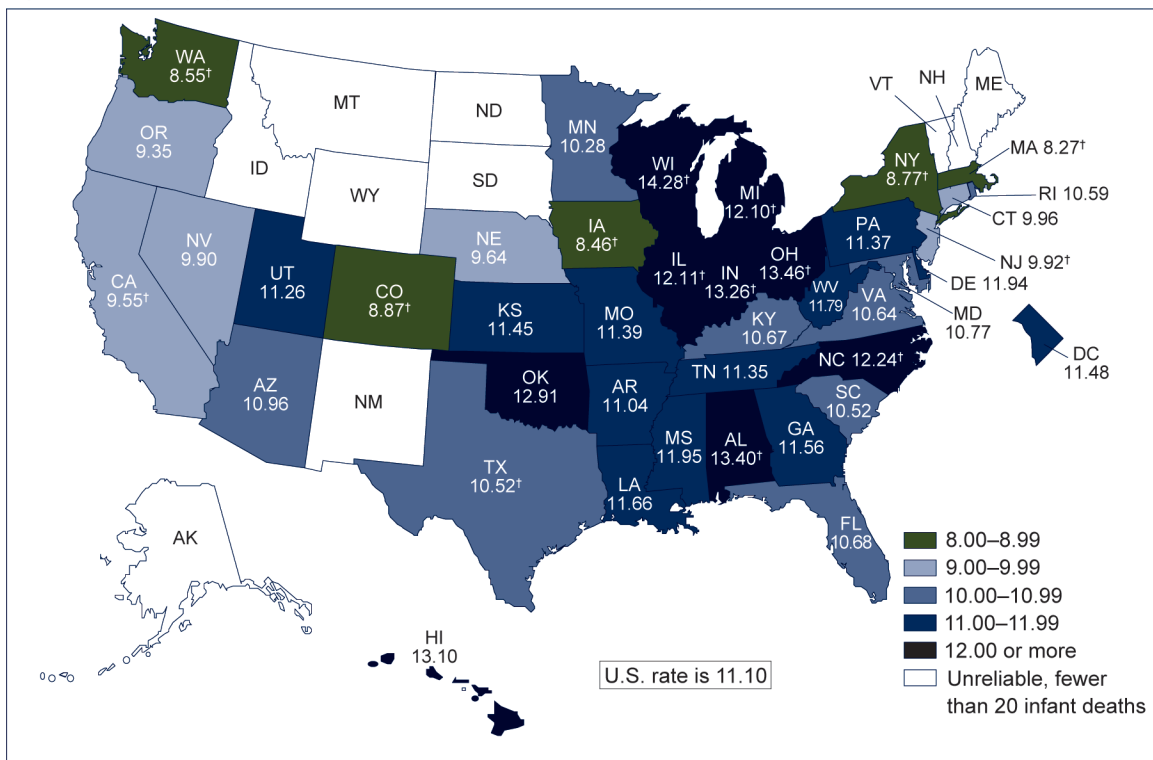 WA
8.55†
OR
9.35
CA
9.55†
NV
9.90
ID
MT
WY
UT
11.26
AZ
10.96
CO
8.87†
NM
ND
SD
NE
9.64
KS
11.45
OK
12.91
TX
10.52†
MN
10.28
IA
8.46†
MO
11.39
AR
11.04
LA
11.66
WI
14.28†
IL
12.11†
MI
12.10†
IN
13.26†
OH
13.46†
KY
10.67
TN 11.35
MS
11.95
AL
13.40†
GA
11.56
FL
10.68
SC
10.52
NC 12.24†
VA
10.64
WV
11.79
PA
11.37
NY
8.77†
VT
NH
ME
MA 8.27†
RI 10.59
CT 9.96
NJ 9.92†
DE 11.94
MD
10.77
DC
11.48
AK
HI
13.10
U.S. rate is 11.10
8.00–8.99
9.00–9.99
10.00–10.99
11.00–11.99
12.00 or more
Unreliable, fewer
than 20 infant deaths